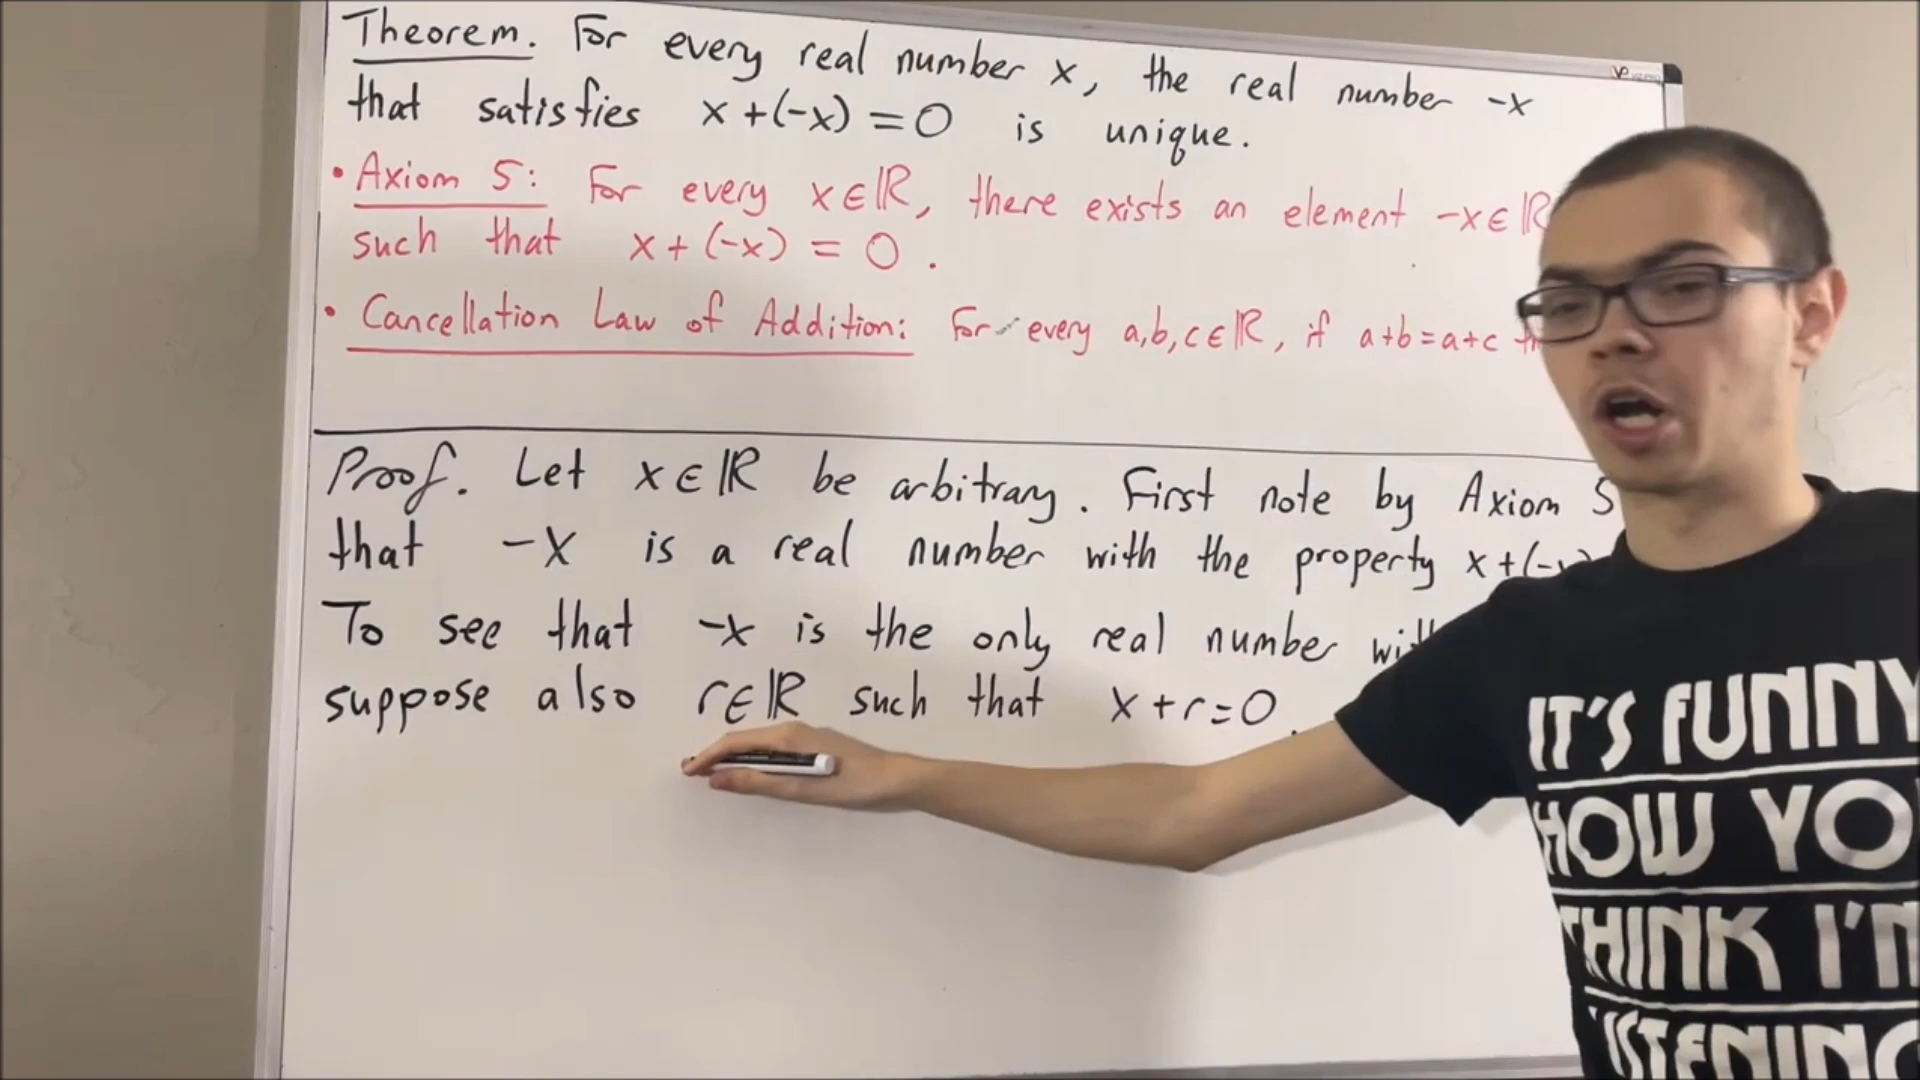 Theorem. For every real number x, the real number -x
that satisfies x+(-x)=0 is unique.
• Axiom 5: For every x∈ℝ, there exists an element -x∈ℝ
such that x+(-x)=0.
• Cancellation Law of Addition: For every a,b,c∈ℝ, if a+b=a+c
Proof. Let x∈ℝ be arbitrary. First note by Axiom 5
that -x is a real number with the property x+(-x)
To see that -x is the only real number
suppose also r∈ℝ such that x+r=0.
IT'S FUNNY
HOW YO
THINK I'M
LISTENING